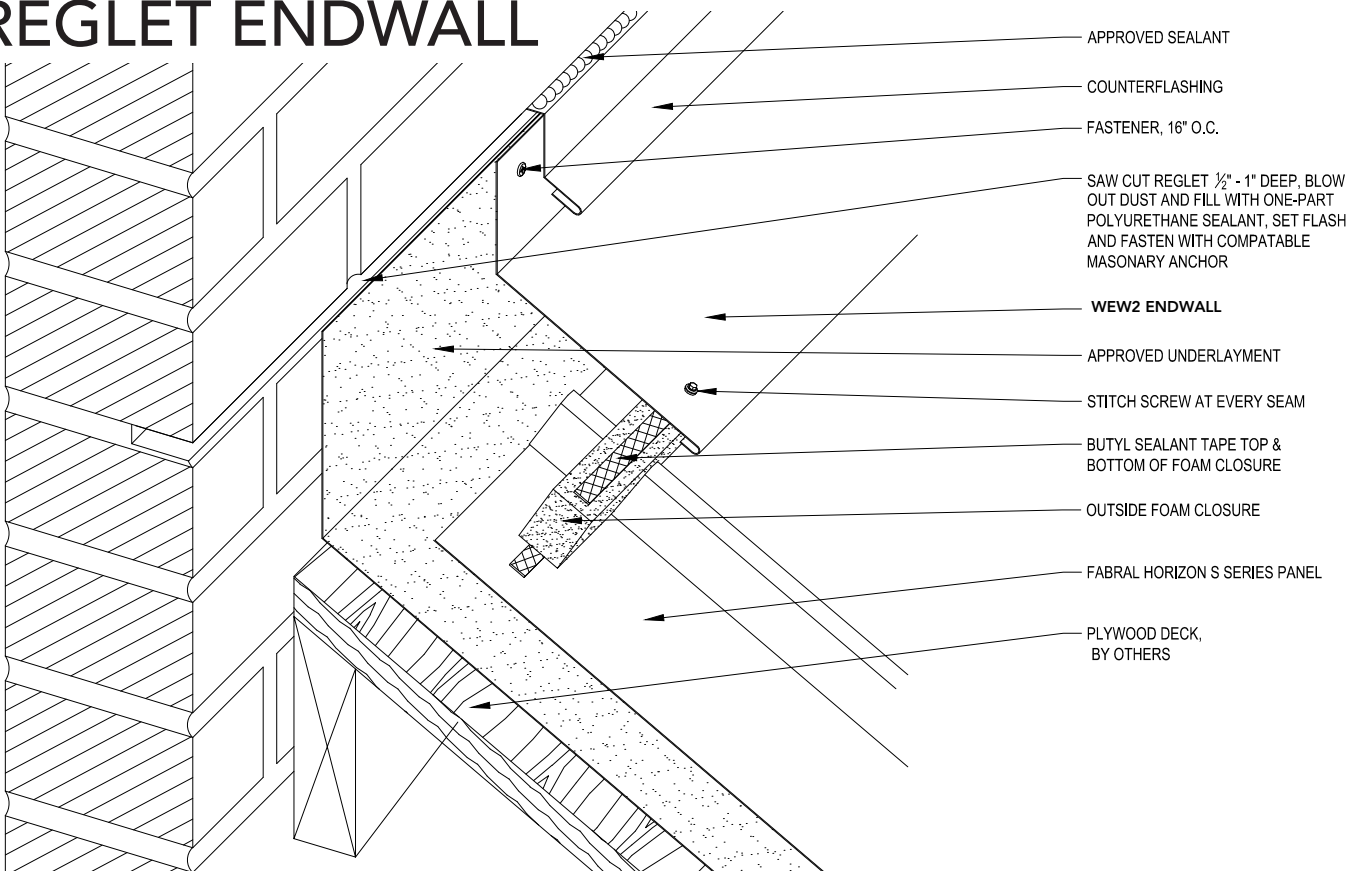 REGLET ENDWALL
APPROVED SEALANT
COUNTERFLASHING
FASTENER, 16" O.C.
SAW CUT REGLET ½" - 1" DEEP, BLOW
OUT DUST AND FILL WITH ONE-PART
POLYURETHANE SEALANT, SET FLASH
AND FASTEN WITH COMPATABLE
MASONARY ANCHOR
WEW2 ENDWALL
APPROVED UNDERLAYMENT
STITCH SCREW AT EVERY SEAM
BUTYL SEALANT TAPE TOP &
BOTTOM OF FOAM CLOSURE
OUTSIDE FOAM CLOSURE
FABRAL HORIZON S SERIES PANEL
PLYWOOD DECK,
BY OTHERS